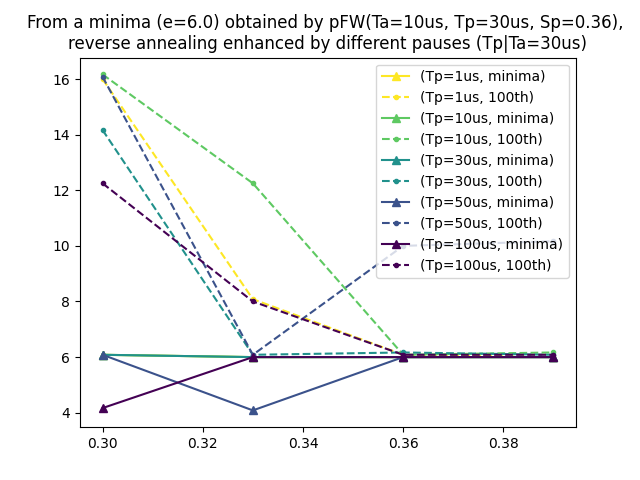 From a minima (e=6.0) obtained by pFW(Ta=10us, Tp=30us, Sp=0.36),
reverse annealing enhanced by different pauses (Tp|Ta=30us)
16
14
12
10
8
6
4
(Tp=1us, minima)
(Tp=1us, 100th)
(Tp=10us, minima)
(Tp=10us, 100th)
(Tp=30us, minima)
(Tp=30us, 100th)
(Tp=50us, minima)
(Tp=50us, 100th)
(Tp=100us, minima)
(Tp=100us, 100th)
0.30 0.32 0.34 0.36 0.38